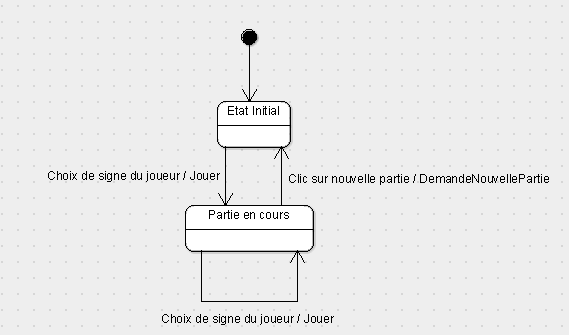 Etat Initial
Choix de signe du joueur / Jouer
Clic sur nouvelle partie / DemandeNouvellePartie
Partie en cours
Choix de signe du joueur / Jouer